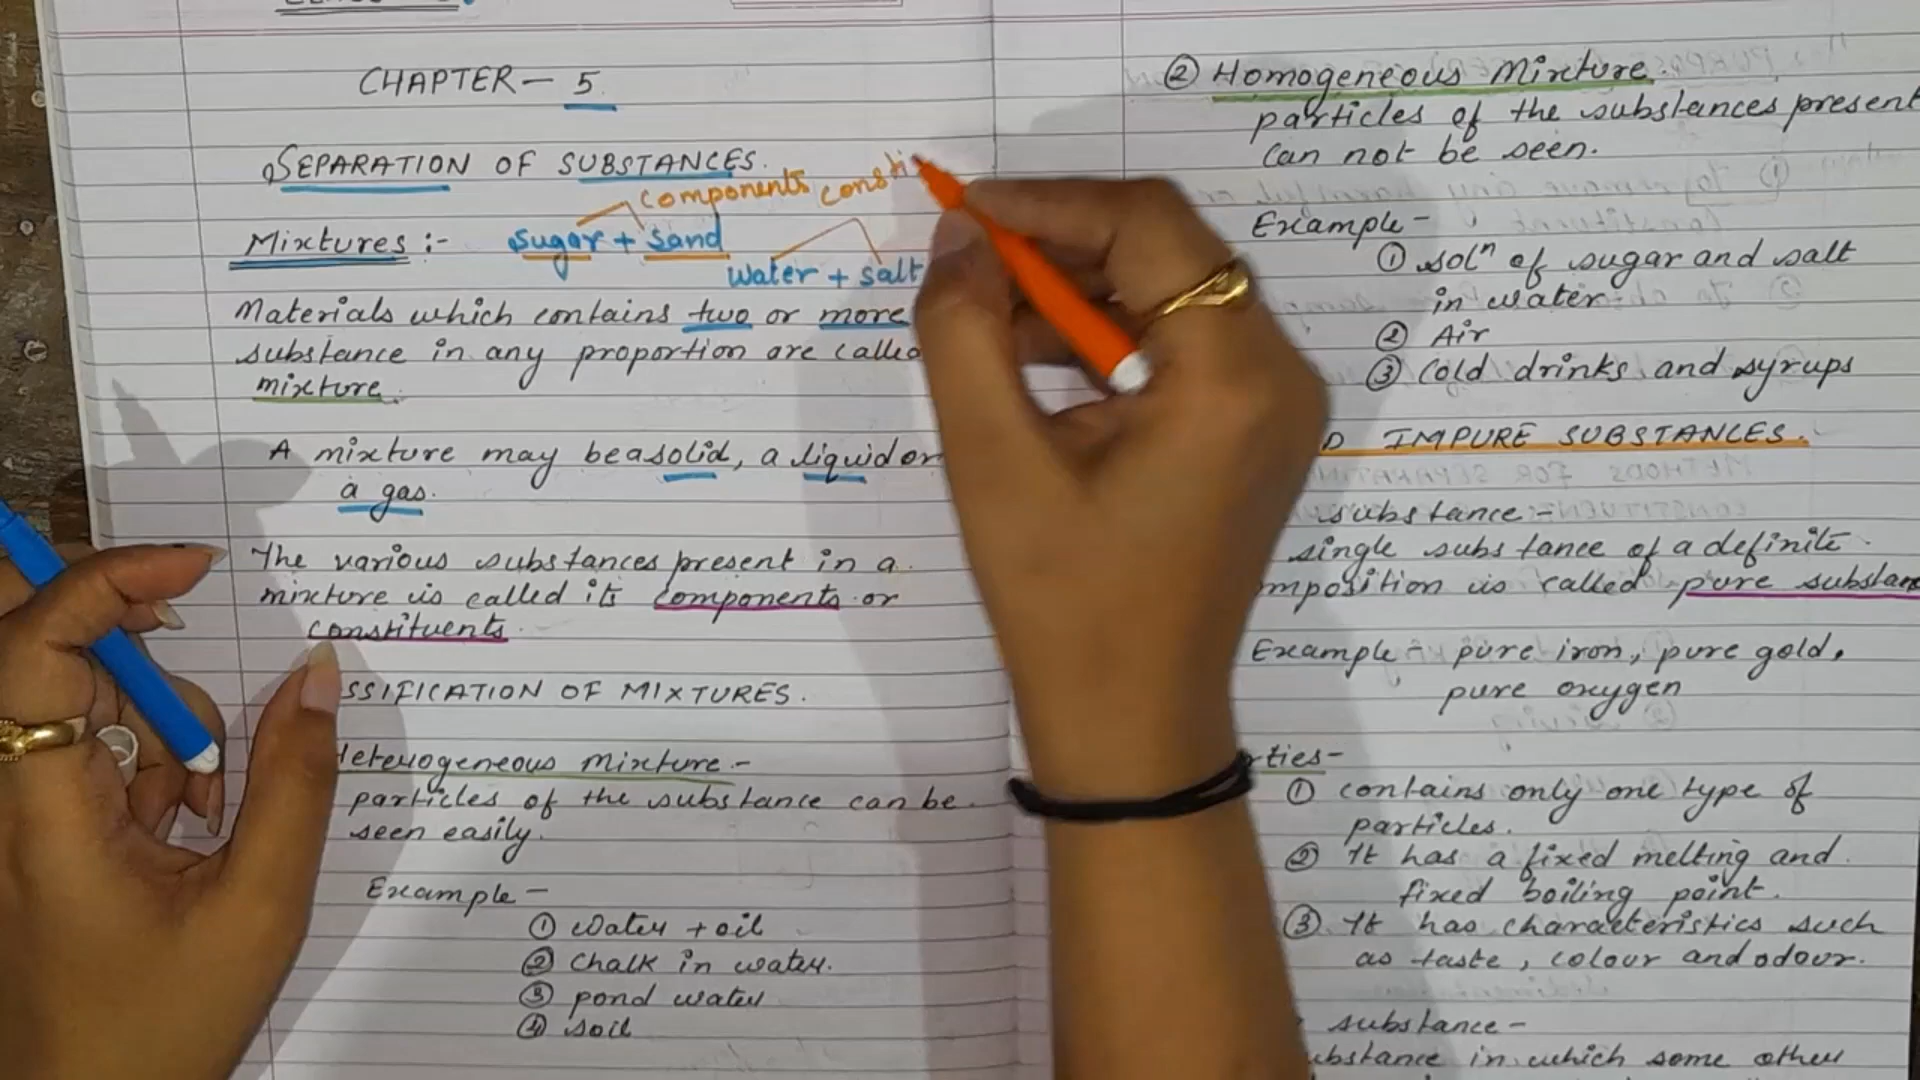 CHAPTER - 5
SEPARATION OF SUBSTANCES.
components consti
Mixtures :- Sugar + Sand
water + salt
Materials which contains two or more
substance in any proportion are called
mixture.
A mixture may be a solid, a liquid or
a gas.
The various substances present in a
mixture is called its components or
constituents.
SSIFICATION OF MIXTURES.
Heterogeneous mixture -
particles of the substance can be
seen easily.
Example -
① water + oil
② chalk in water.
③ pond water
④ soil
② Homogeneous Mixture.
particles of the substances present
can not be seen.
Example -
① solⁿ of sugar and salt
in water
② Air
③ Cold drinks and syrups
D IMPURE SUBSTANCES.
substance :-
single substance of a definite
mposition is called pure substan
Example - pure iron, pure gold,
pure oxygen
rties -
① contains only one type of
particles.
② It has a fixed melting and
fixed boiling point.
③ It has characteristics such
as taste, colour and odour.
substance -
ubstance in which some other